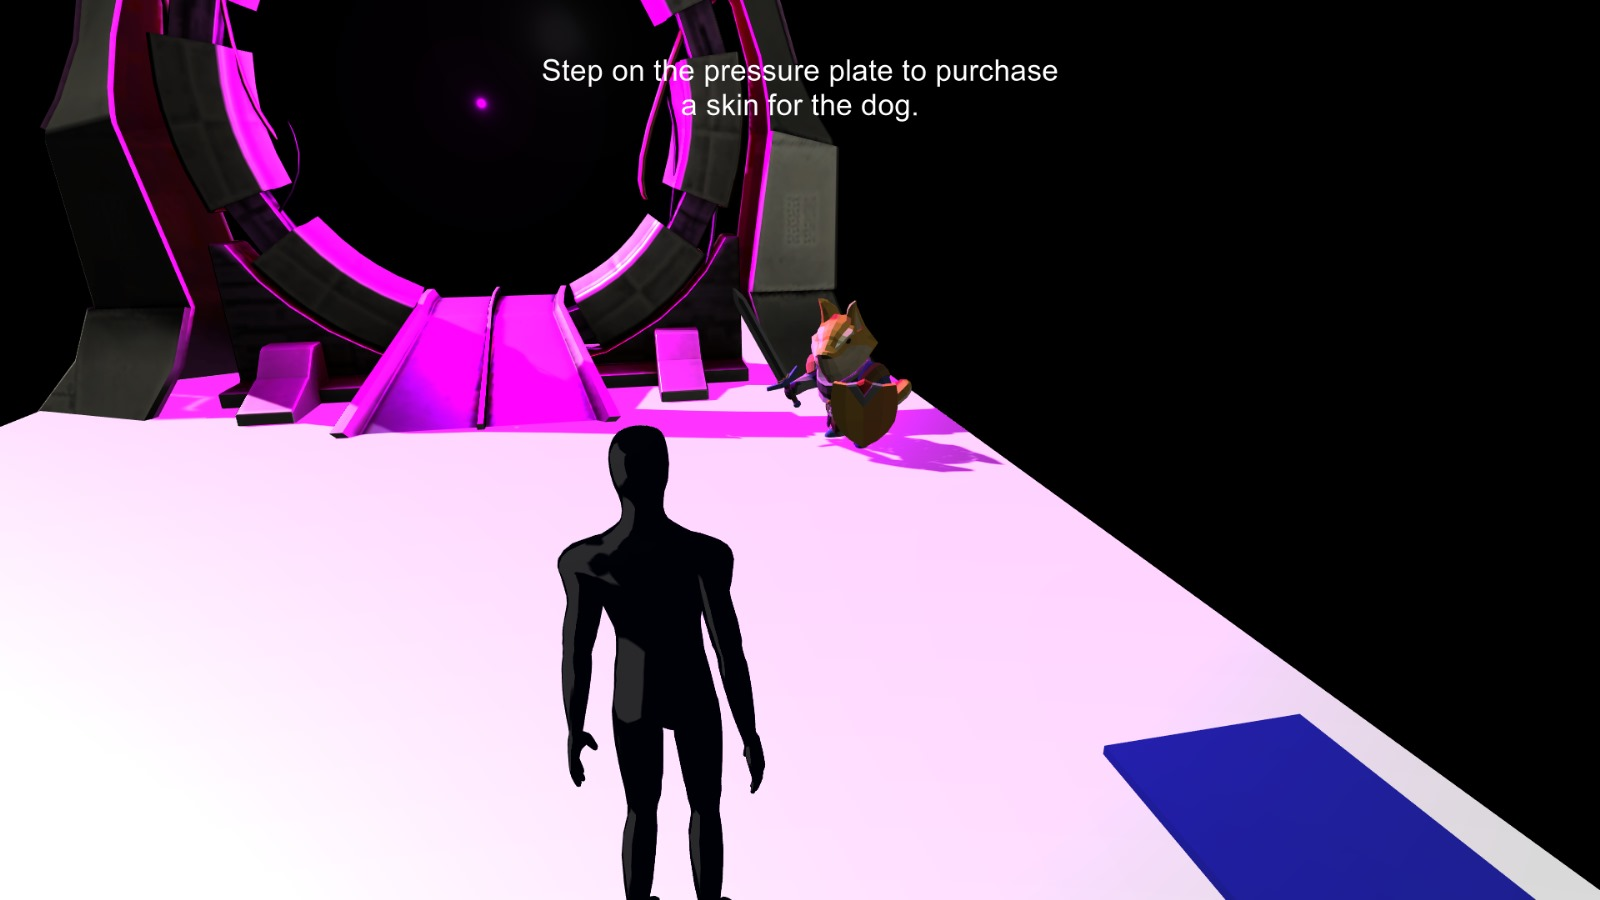 Step on the pressure plate to purchase
a skin for the dog.